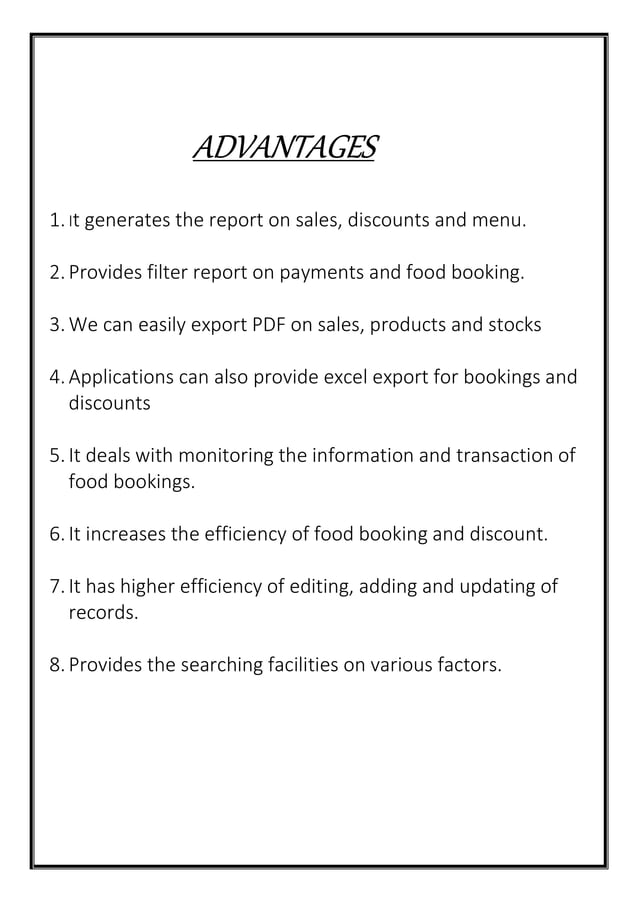 ADVANTAGES
1. It generates the report on sales, discounts and menu.
2. Provides filter report on payments and food booking.
3. We can easily export PDF on sales, products and stocks
4. Applications can also provide excel export for bookings and
discounts
5. It deals with monitoring the information and transaction of
food bookings.
6. It increases the efficiency of food booking and discount.
7. It has higher efficiency of editing, adding and updating of
records.
8. Provides the searching facilities on various factors.